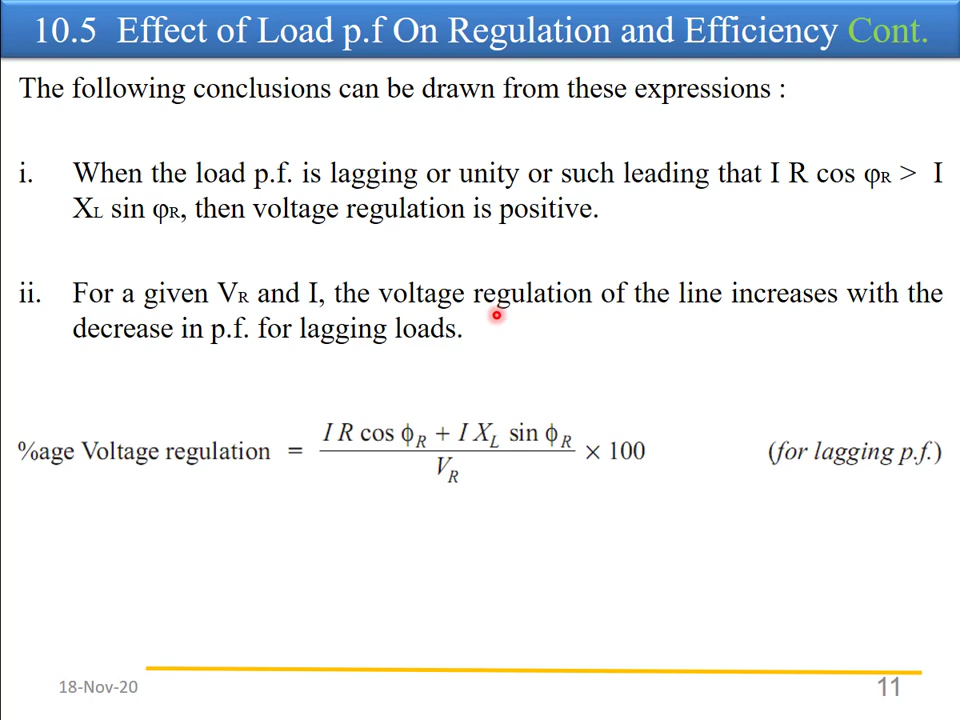 10.5 Effect of Load p.f On Regulation and Efficiency Cont.
The following conclusions can be drawn from these expressions :
i. When the load p.f. is lagging or unity or such leading that I R cos φR > I
XL sin φR, then voltage regulation is positive.
ii. For a given VR and I, the voltage regulation of the line increases with the
decrease in p.f. for lagging loads.
%age Voltage regulation = (I R cos ϕR + I XL sin ϕR) / VR × 100 (for lagging p.f.)
18-Nov-20 11